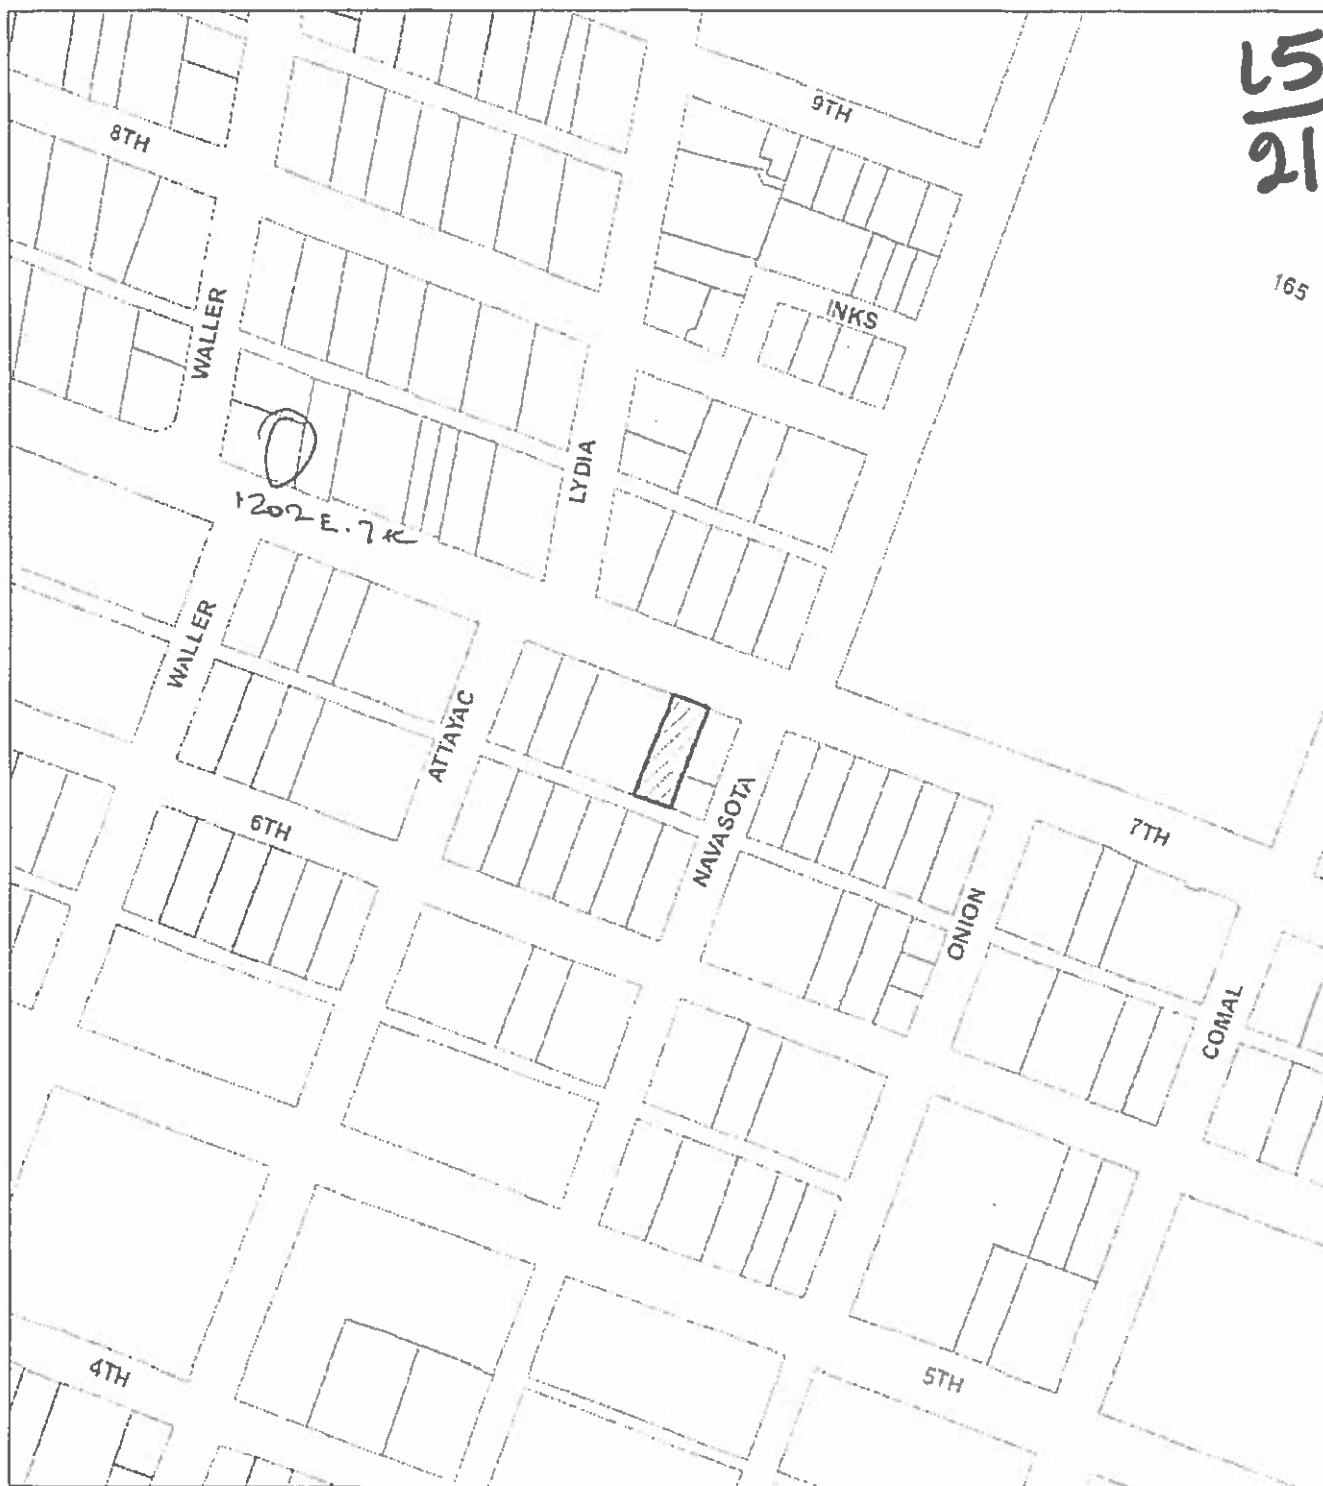 15
21
9TH
8TH
165
INKS
WALLER
LYDIA
1202 E. 7th
WALLER
ATTAYAC
NAVASOTA
6TH
7TH
ONION
COMAL
4TH
5TH